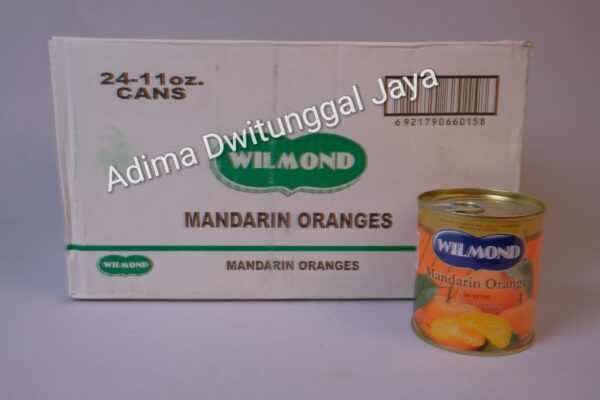 24-11oz.
CANS
6921790660158
Adima Dwitunggal Jaya
WILMOND
MANDARIN ORANGES
WILMOND
MANDARIN ORANGES
WILMOND
Mandarin Orange
in syrup